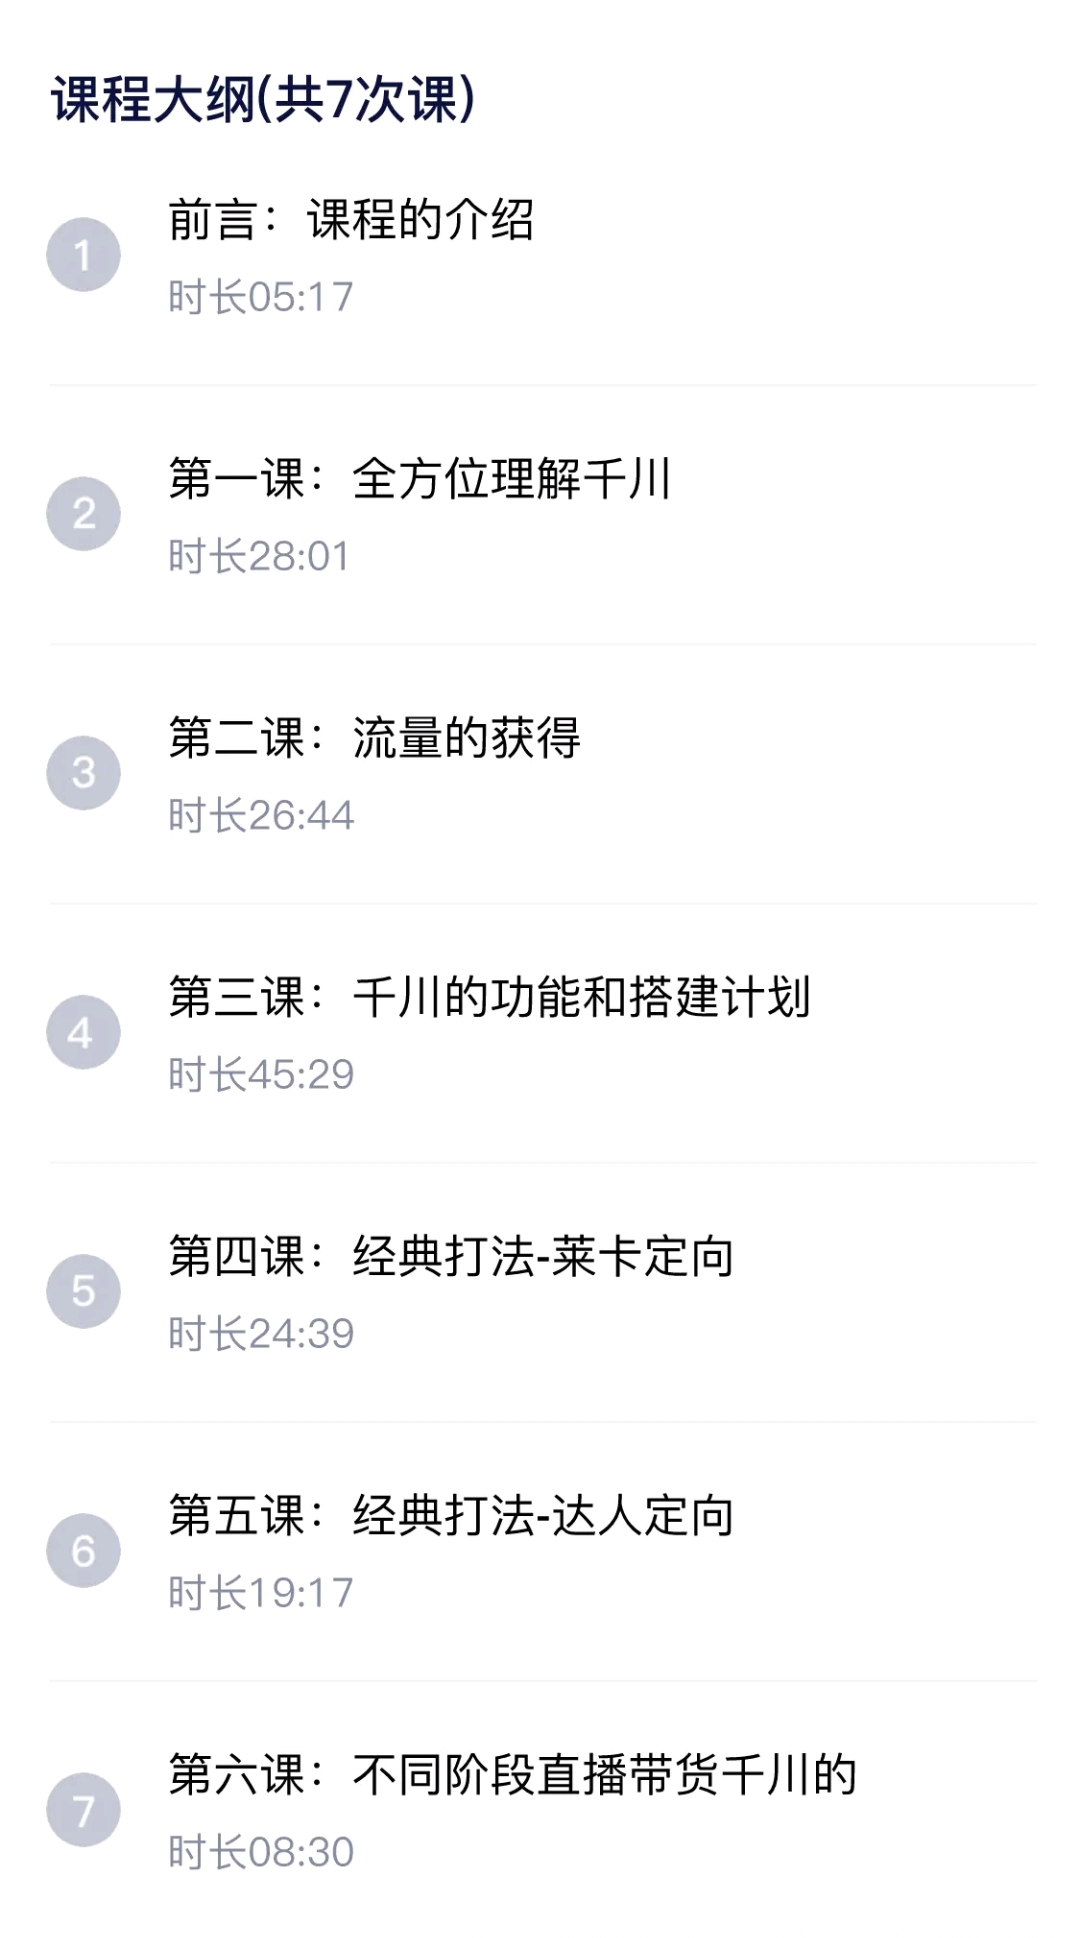 课程大纲(共7次课)
1
前言：课程的介绍
时长05:17
2
第一课：全方位理解千川
时长28:01
3
第二课：流量的获得
时长26:44
4
第三课：千川的功能和搭建计划
时长45:29
5
第四课：经典打法-莱卡定向
时长24:39
6
第五课：经典打法-达人定向
时长19:17
7
第六课：不同阶段直播带货千川的
时长08:30